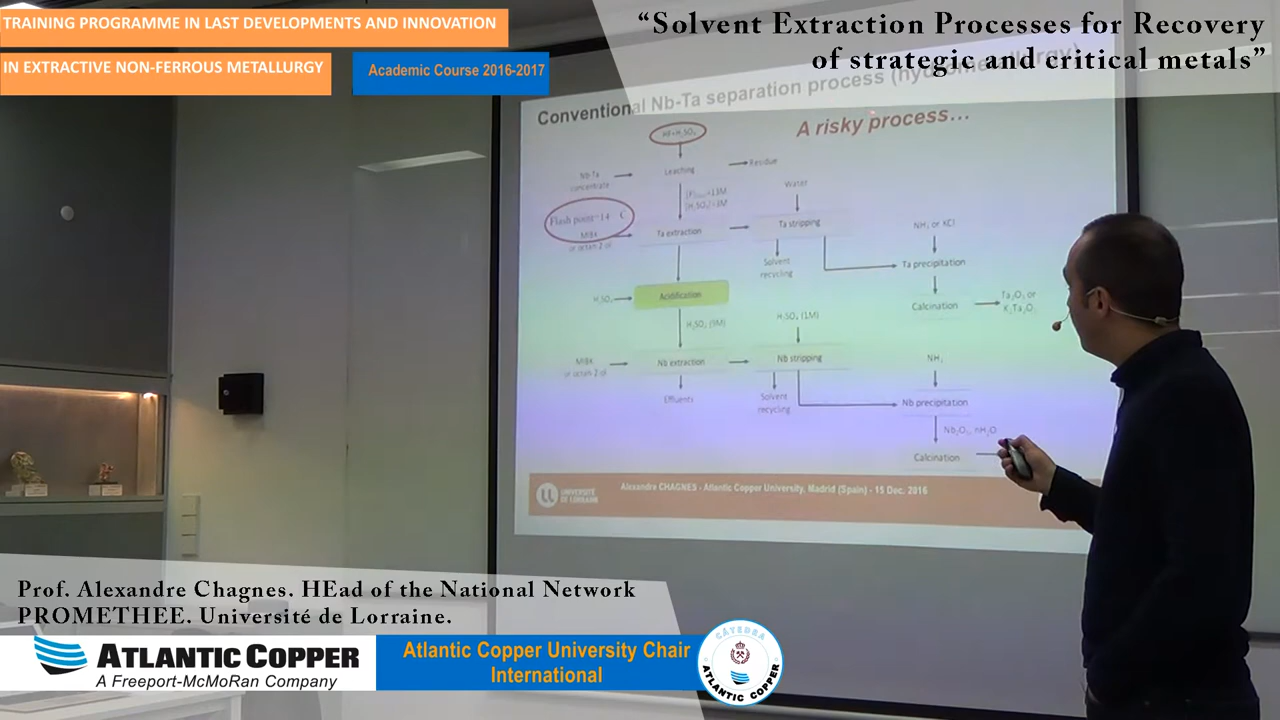 TRAINING PROGRAMME IN LAST DEVELOPMENTS AND INNOVATION
IN EXTRACTIVE NON-FERROUS METALLURGY
Academic Course 2016-2017
“Solvent Extraction Processes for Recovery
of strategic and critical metals”
Conventional Nb-Ta separation process
A risky process…
Leaching
Residue
Nb-Ta
concentrate
Water
Flash point=14 C
MIBK
or octan 2 ol
Ta extraction
Ta stripping
Solvent
recycling
NH₃ or KCl
Ta precipitation
Calcination
Ta₂O₅ or
H₂SO₄
Acidification
H₂SO₄ (9M)
H₂SO₄ (1M)
MIBK
or octan 2 ol
Nb extraction
Nb stripping
Effluents
Solvent
recycling
NH₃
Nb precipitation
Nb₂O₅, nH₂O
Calcination
UNIVERSITÉ
DE LORRAINE
Alexandre CHAGNES - Atlantic Copper University, Madrid (Spain) - 15 Dec. 2016
Prof. Alexandre Chagnes. HEad of the National Network
PROMETHEE. Université de Lorraine.
ATLANTIC COPPER
A Freeport-McMoRan Company
Atlantic Copper University Chair
International
CÁTEDRA
ATLANTIC COPPER